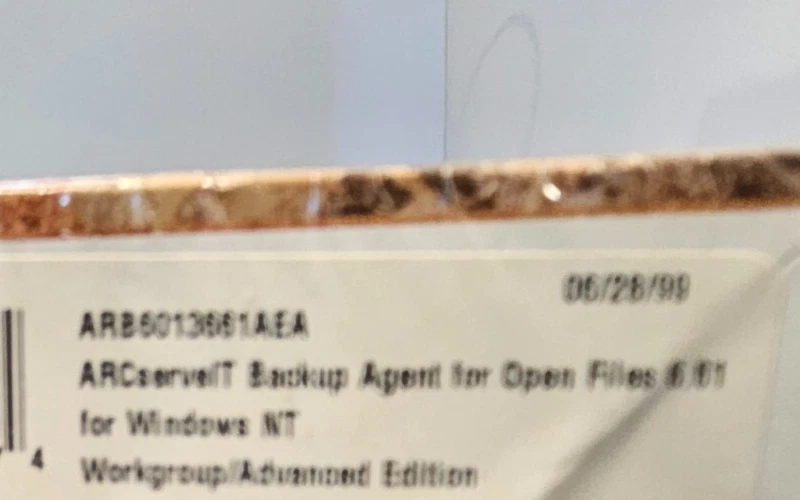 06/28/99
ARB6013661AEA
ARCserveIT Backup Agent for Open Files 6.61
for Windows NT
4
Workgroup/Advanced Edition